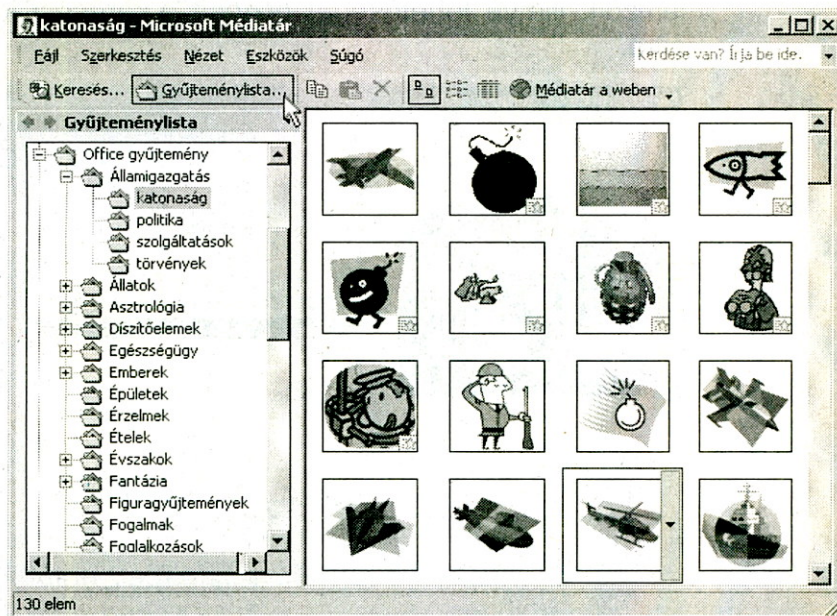 katonaság - Microsoft Médiatár
Fájl Szerkesztés Nézet Eszközök Súgó Kérdése van? Írja be ide.
Keresés... Gyűjteménylista... Médiatár a weben
Gyűjteménylista
Office gyűjtemény
Államigazgatás
katonaság
politika
szolgáltatások
törvények
Állatok
Asztrológia
Díszítőelemek
Egészségügy
Emberek
Épületek
Érzelmek
Ételek
Évszakok
Fantázia
Figuragyűjtemények
Fogalmak
Foglalkozások
130 elem